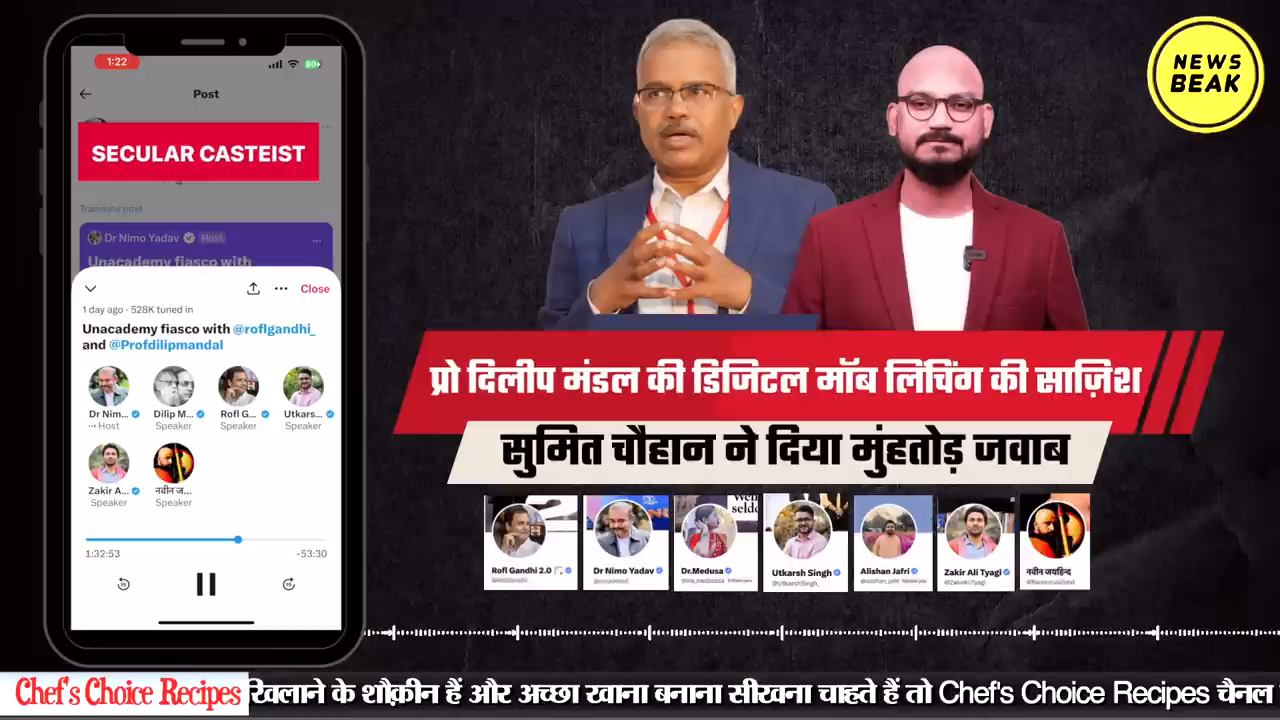 1:22
80
Post
SECULAR CASTEIST
Translate post
Dr Nimo Yadav Host
Unacademy fiasco with
Close
1 day ago · 528K tuned in
Unacademy fiasco with @roflgandhi_
and @Profdilipmandal
Dr Nim... Dilip M... Rofl G... Utkars...
Host Speaker Speaker Speaker
Zakir A... नवीन ज...
Speaker Speaker
1:32:53 -53:30
NEWS
BEAK
प्रो दिलीप मंडल की डिजिटल मॉब लिंचिंग की साज़िश
सुमित चौहान ने दिया मुंहतोड़ जवाब
Rofl Gandhi 2.0 Dr Nimo Yadav Dr.Medusa Utkarsh Singh Alishan Jafri Zakir Ali Tyagi नवीन जयहिन्द
@UtkarshSingh_ @ZakirAliTyagi
Chef's Choice Recipes खिलाने के शौक़ीन हैं और अच्छा खाना बनाना सीखना चाहते हैं तो Chef's Choice Recipes चैनल